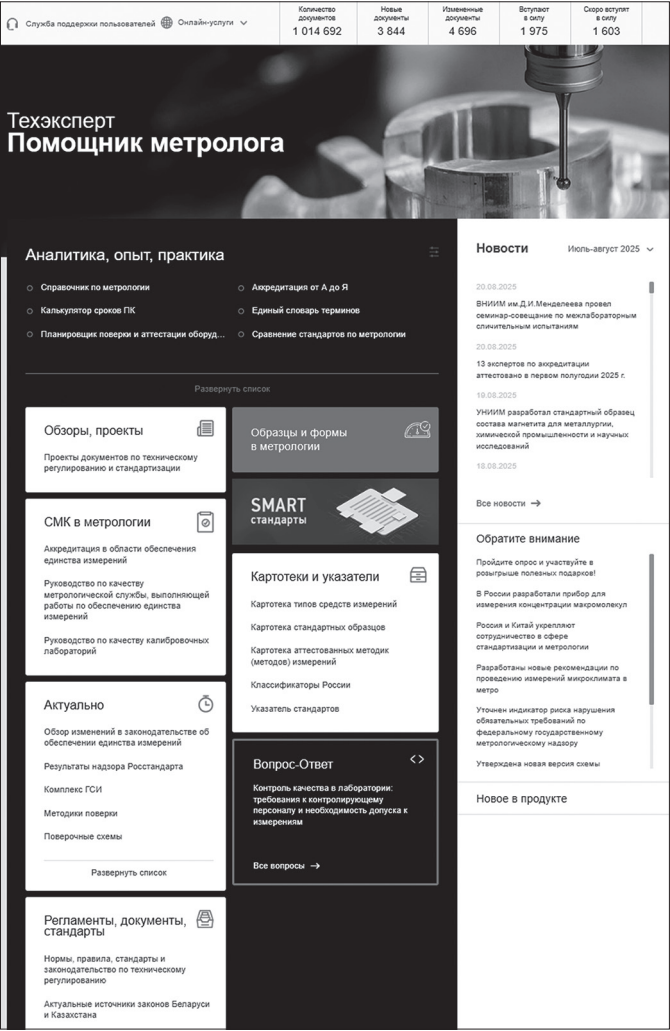 Служба поддержки пользователей
Онлайн-услуги
Количество
документов
1 014 692
Новые
документы
3 844
Измененные
документы
4 696
Вступают
в силу
1 975
Скоро вступят
в силу
1 603
Техэксперт
Помощник метролога
Аналитика, опыт, практика
Справочник по метрологии
Аккредитация от А до Я
Калькулятор сроков ПК
Единый словарь терминов
Планировщик поверки и аттестации оборуд...
Сравнение стандартов по метрологии
Развернуть список
Обзоры, проекты
Проекты документов по техническому
регулированию и стандартизации
СМК в метрологии
Аккредитация в области обеспечения
единства измерений
Руководство по качеству
метрологической службы, выполняющей
работы по обеспечению единства
измерений
Руководство по качеству калибровочных
лабораторий
Актуально
Обзор изменений в законодательстве об
обеспечении единства измерений
Результаты надзора Росстандарта
Комплекс ГСИ
Методики поверки
Поверочные схемы
Развернуть список
Регламенты, документы,
стандарты
Нормы, правила, стандарты и
законодательство по техническому
регулированию
Актуальные источники законов Беларуси
и Казахстана
Образцы и формы
в метрологии
SMART
стандарты
Картотеки и указатели
Картотека типов средств измерений
Картотека стандартных образцов
Картотека аттестованных методик
(методов) измерений
Классификаторы России
Указатель стандартов
Вопрос-Ответ
Контроль качества в лаборатории:
требования к контролирующему
персоналу и необходимость допуска к
измерениям
Все вопросы
Новости
Июль-август 2025
20.08.2025
ВНИИМ им.Д.И.Менделеева провел
семинар-совещание по межлабораторным
сличительным испытаниям
20.08.2025
13 экспертов по аккредитации
аттестовано в первом полугодии 2025 г.
19.08.2025
УНИИМ разработал стандартный образец
состава магнетита для металлургии,
химической промышленности и научных
исследований
18.08.2025
Все новости
Обратите внимание
Пройдите опрос и участвуйте в
розыгрыше полезных подарков!
В России разработали прибор для
измерения концентрации макромолекул
Россия и Китай укрепляют
сотрудничество в сфере
стандартизации и метрологии
Разработаны новые рекомендации по
проведению измерений микроклимата в
метро
Уточнен индикатор риска нарушения
обязательных требований по
федеральному государственному
метрологическому надзору
Утверждена новая версия схемы
Новое в продукте